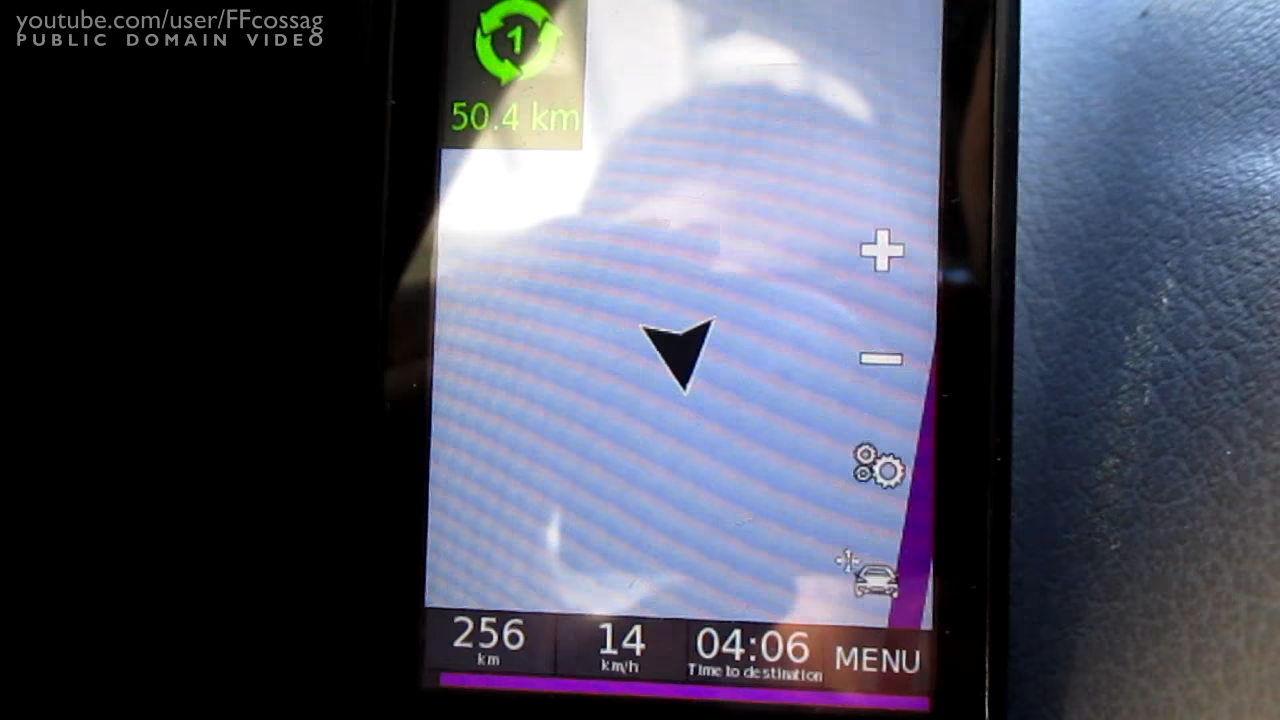 youtube.com/user/FFcossag
PUBLIC DOMAIN VIDEO
1
50.4 km
256
km
14
km/h
04:06
Time to destination
MENU